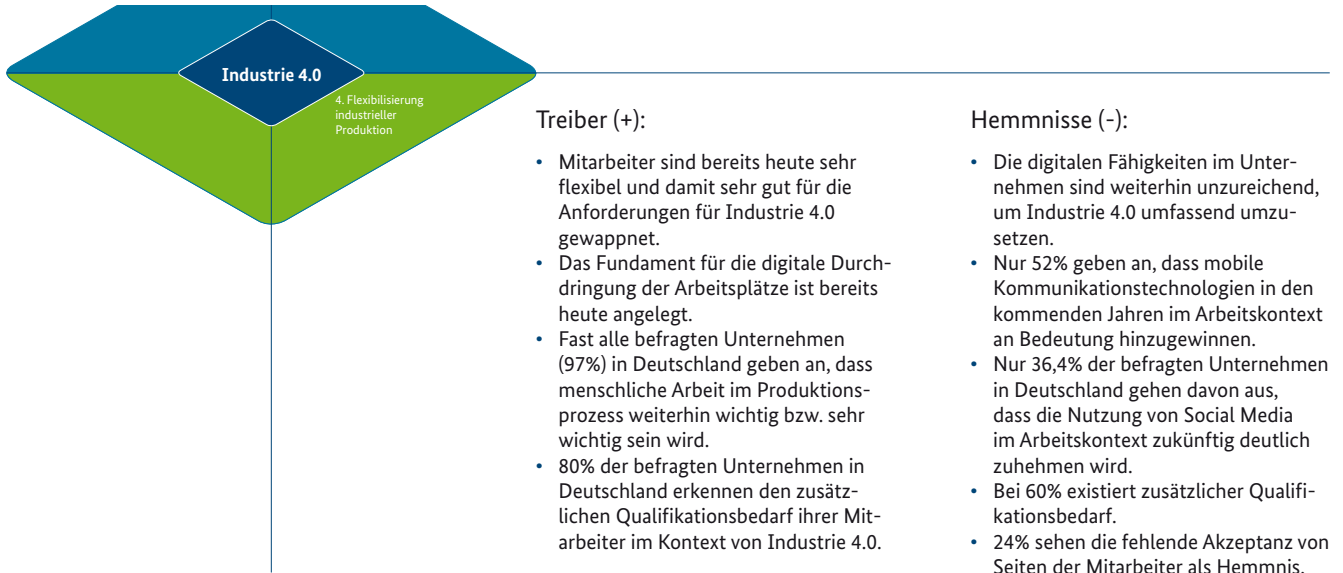 Industrie 4.0
4. Flexibilisierung
industrieller
Produktion
Treiber (+):
• Mitarbeiter sind bereits heute sehr
flexibel und damit sehr gut für die
Anforderungen für Industrie 4.0
gewappnet.
• Das Fundament für die digitale Durch-
dringung der Arbeitsplätze ist bereits
heute angelegt.
• Fast alle befragten Unternehmen
(97%) in Deutschland geben an, dass
menschliche Arbeit im Produktions-
prozess weiterhin wichtig bzw. sehr
wichtig sein wird.
• 80% der befragten Unternehmen in
Deutschland erkennen den zusätz-
lichen Qualifikationsbedarf ihrer Mit-
arbeiter im Kontext von Industrie 4.0.
Hemmnisse (-):
• Die digitalen Fähigkeiten im Unter-
nehmen sind weiterhin unzureichend,
um Industrie 4.0 umfassend umzu-
setzen.
• Nur 52% geben an, dass mobile
Kommunikationstechnologien in den
kommenden Jahren im Arbeitskontext
an Bedeutung hinzugewinnen.
• Nur 36,4% der befragten Unternehmen
in Deutschland gehen davon aus,
dass die Nutzung von Social Media
im Arbeitskontext zukünftig deutlich
zuhehmen wird.
• Bei 60% existiert zusätzlicher Qualifi-
kationsbedarf.
• 24% sehen die fehlende Akzeptanz von
Seiten der Mitarbeiter als Hemmnis.